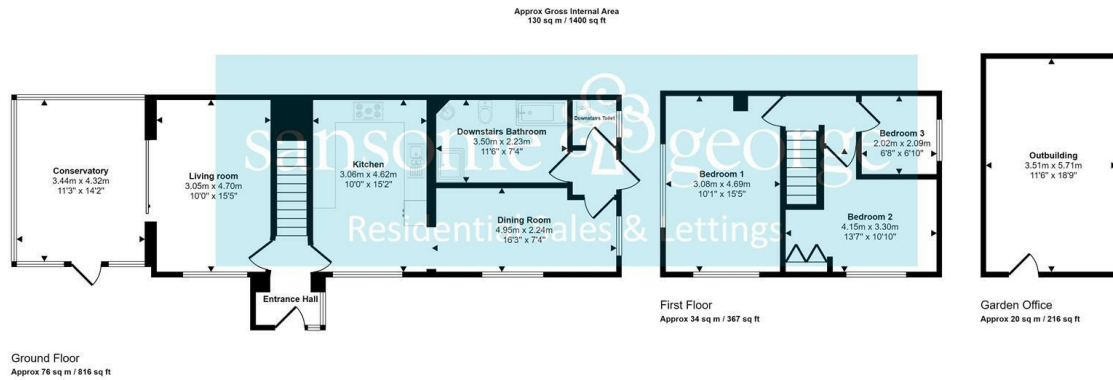 Approx Gross Internal Area
130 sq m / 1400 sq ft
sansome & george
Residential Sales & Lettings
Conservatory
3.44m x 4.32m
11'3" x 14'2"
Living room
3.05m x 4.70m
10'0" x 15'5"
Kitchen
3.06m x 4.62m
10'0" x 15'2"
Downstairs Bathroom
3.50m x 2.23m
11'6" x 7'4"
Downstairs Toilet
Dining Room
4.95m x 2.24m
16'3" x 7'4"
Entrance Hall
Ground Floor
Approx 76 sq m / 816 sq ft
Bedroom 1
3.08m x 4.69m
10'1" x 15'5"
Bedroom 3
2.02m x 2.09m
6'8" x 6'10"
Bedroom 2
4.15m x 3.30m
13'7" x 10'10"
First Floor
Approx 34 sq m / 367 sq ft
Outbuilding
3.51m x 5.71m
11'6" x 18'9"
Garden Office
Approx 20 sq m / 216 sq ft